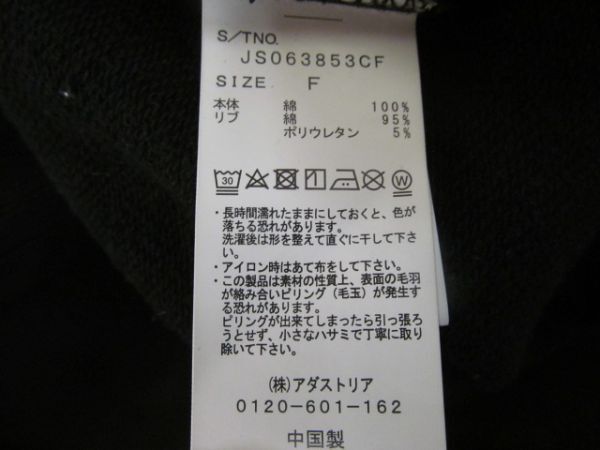 S/TNO.
JS063853CF
SIZE F
本体 綿 100%
リブ 綿 95%
ポリウレタン 5%
30 W
・長時間濡れたままにしておくと、色が
落ちる恐れがあります。
洗濯後は形を整えて直ぐに干して下さ
い。
・アイロン時はあて布をして下さい。
・この製品は素材の性質上、表面の毛羽
が絡み合いピリング(毛玉)が発生す
る恐れがあります。
ピリングが出来てしまったら引っ張ろ
うとせず、小さなハサミで丁寧に取り
除いて下さい。
(株)アダストリア
0120-601-162
中国製